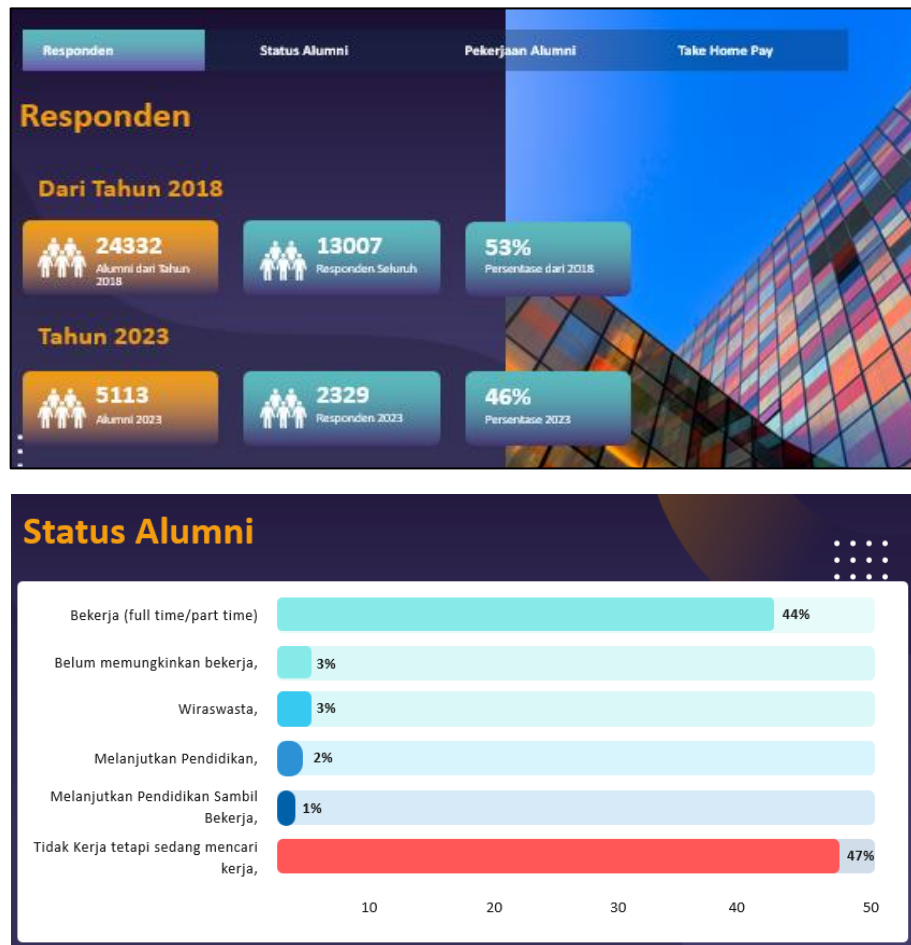 Responden
Status Alumni
Pekerjaan Alumni
Take Home Pay
Responden
Dari Tahun 2018
24332
Alumni dari Tahun
2018
13007
Responden Seluruh
53%
Persentase dari 2018
Tahun 2023
5113
Alumni 2023
2329
Responden 2023
46%
Persentase 2023
Status Alumni
Bekerja (full time/part time)
44%
Belum memungkinkan bekerja,
3%
Wiraswasta,
3%
Melanjutkan Pendidikan,
2%
Melanjutkan Pendidikan Sambil
Bekerja,
1%
Tidak Kerja tetapi sedang mencari
kerja,
47%
10
20
30
40
50